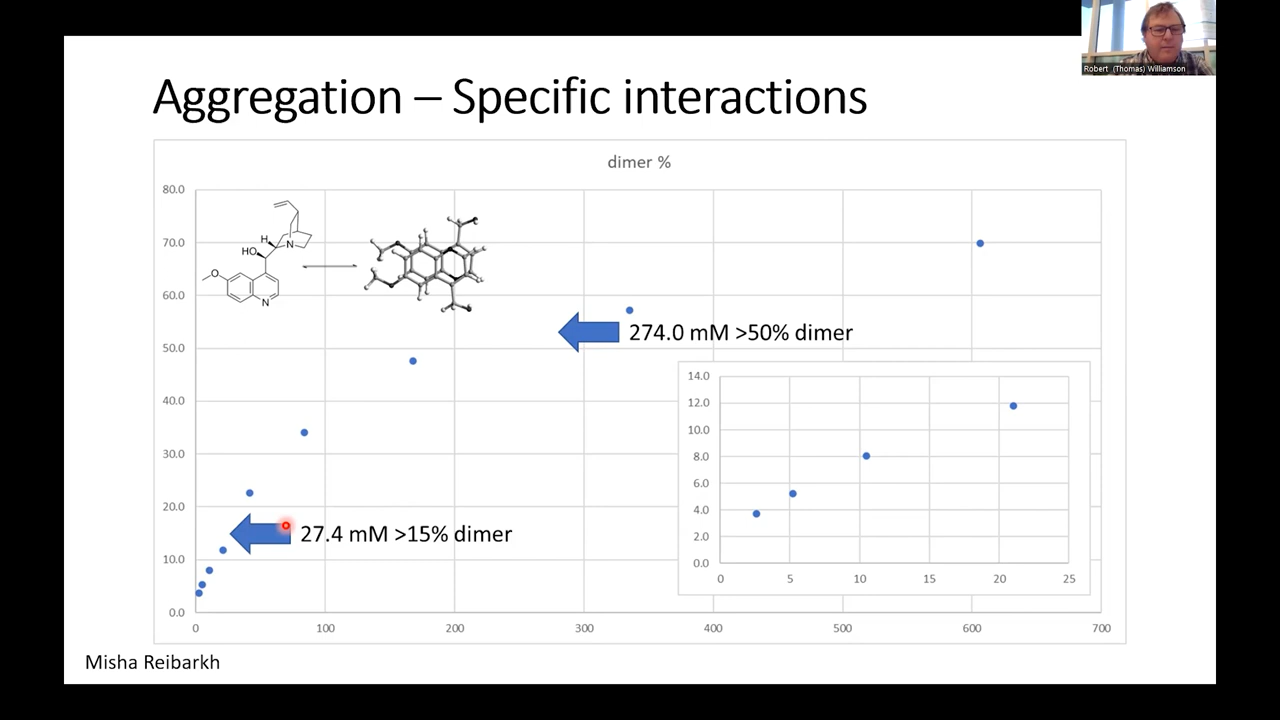 Robert (Thomas) Williamson
Aggregation – Specific interactions
dimer %
80.0
70.0
60.0
50.0
40.0
30.0
20.0
10.0
0.0
0
100
200
300
400
500
600
700
H
HO
N
O
N
274.0 mM >50% dimer
27.4 mM >15% dimer
14.0
12.0
10.0
8.0
6.0
4.0
2.0
0.0
0
5
10
15
20
25
Misha Reibarkh